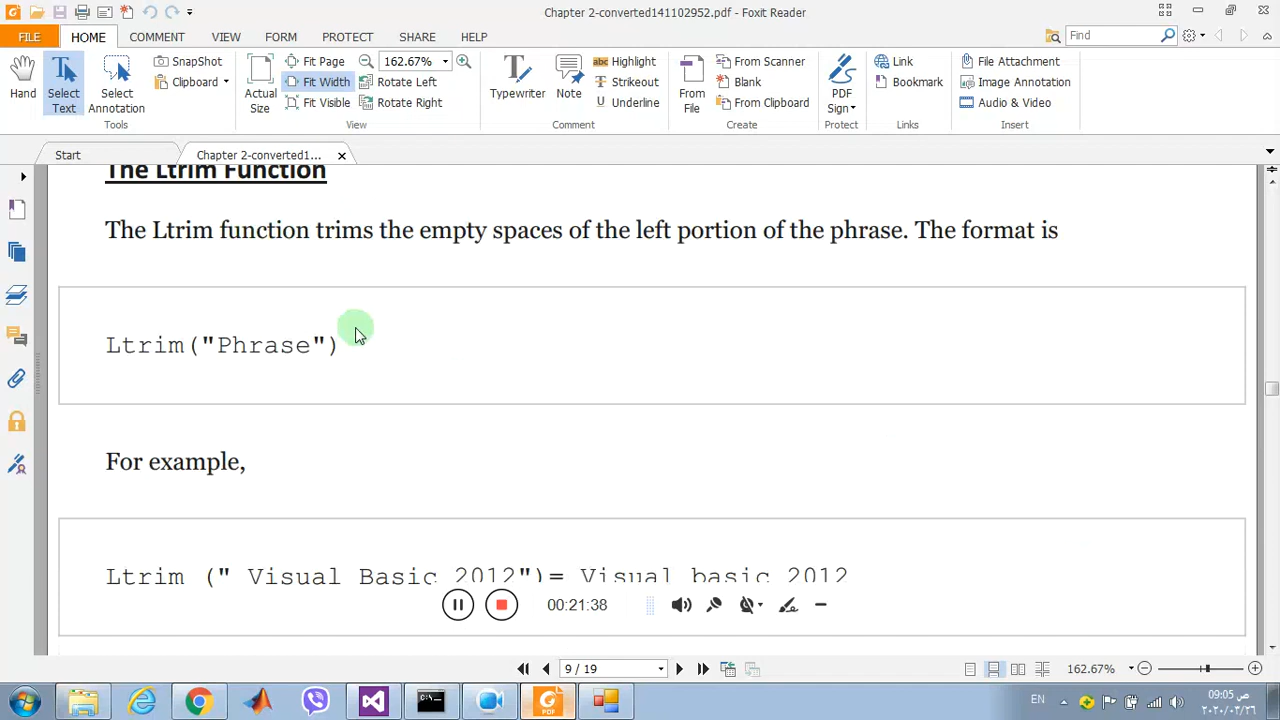 Chapter 2-converted141102952.pdf - Foxit Reader
FILE HOME COMMENT VIEW FORM PROTECT SHARE HELP Find
Hand
Select Text
Select Annotation
SnapShot
Clipboard
Tools
Actual Size
Fit Page
Fit Width
Fit Visible
162.67%
Rotate Left
Rotate Right
View
Typewriter
Note
Highlight
Strikeout
Underline
Comment
From File
From Scanner
Blank
From Clipboard
Create
PDF Sign
Protect
Link
Bookmark
Links
File Attachment
Image Annotation
Audio & Video
Insert
Start Chapter 2-converted1...
The Ltrim Function
The Ltrim function trims the empty spaces of the left portion of the phrase. The format is
Ltrim("Phrase")
For example,
Ltrim (" Visual Basic 2012")= Visual basic 2012
00:21:38
9 / 19 162.67%
EN
09:05 ص
٢٠٢٠/٠٣/٢٦